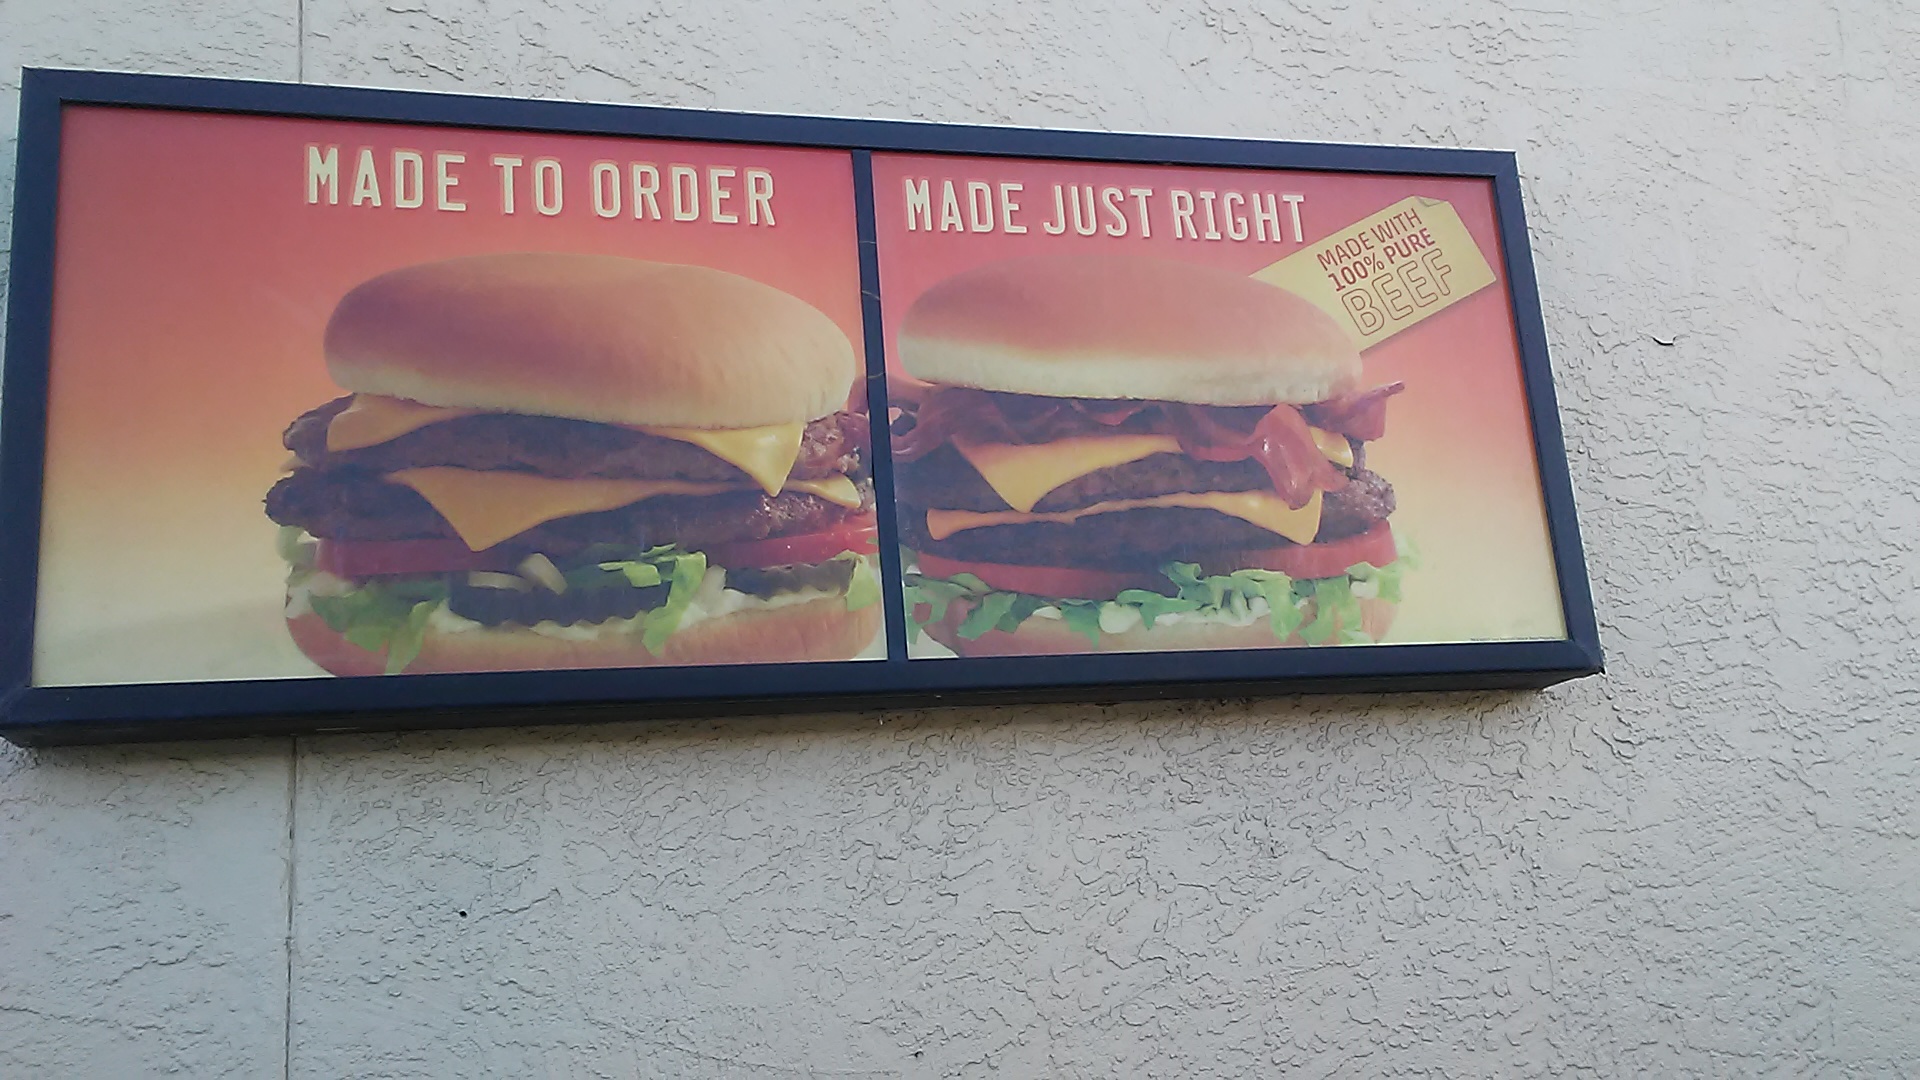 MADE TO ORDER
MADE JUST RIGHT
MADE WITH
100% PURE
BEEF